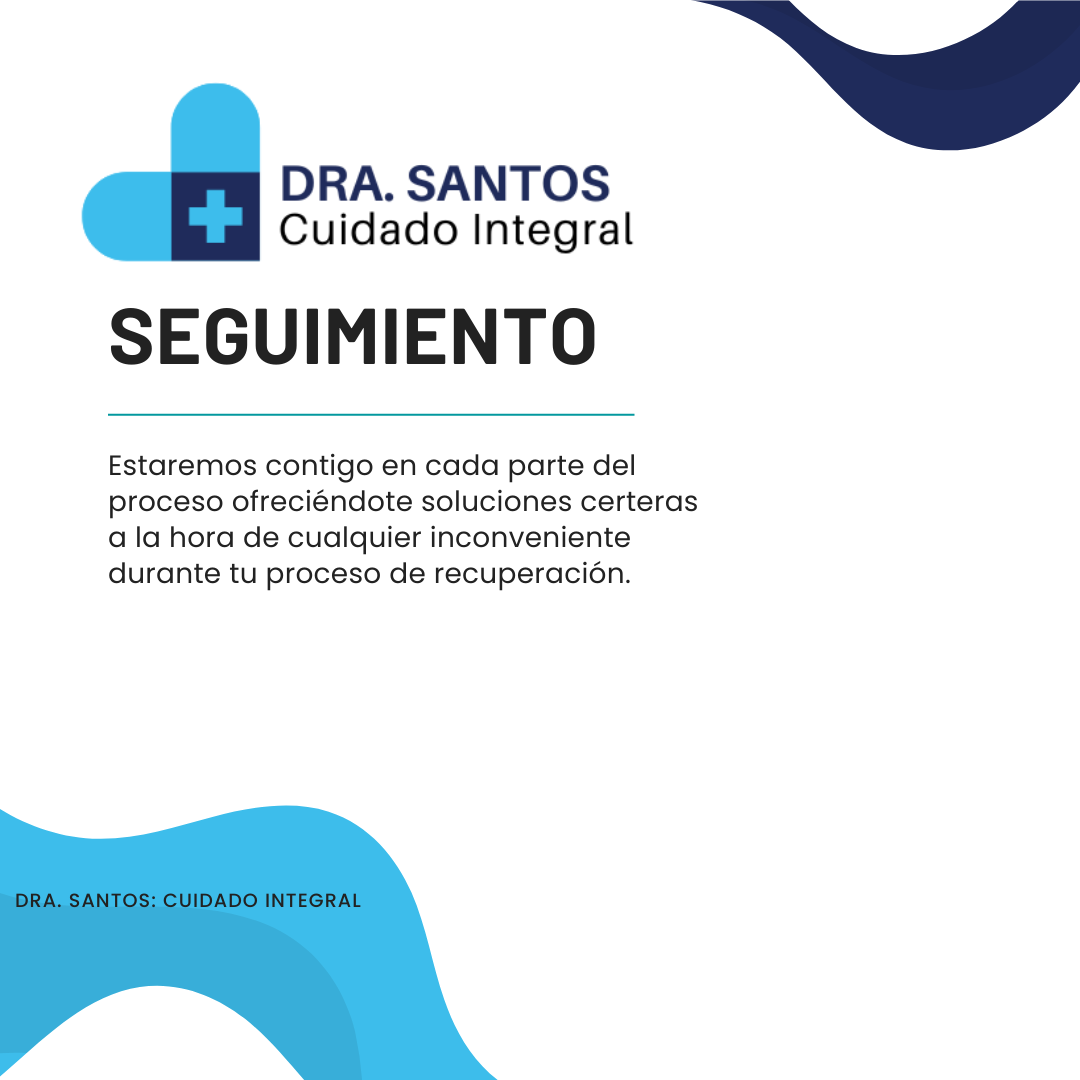 DRA. SANTOS
Cuidado Integral
SEGUIMIENTO
Estaremos contigo en cada parte del
proceso ofreciéndote soluciones certeras
a la hora de cualquier inconveniente
durante tu proceso de recuperación.
DRA. SANTOS: CUIDADO INTEGRAL